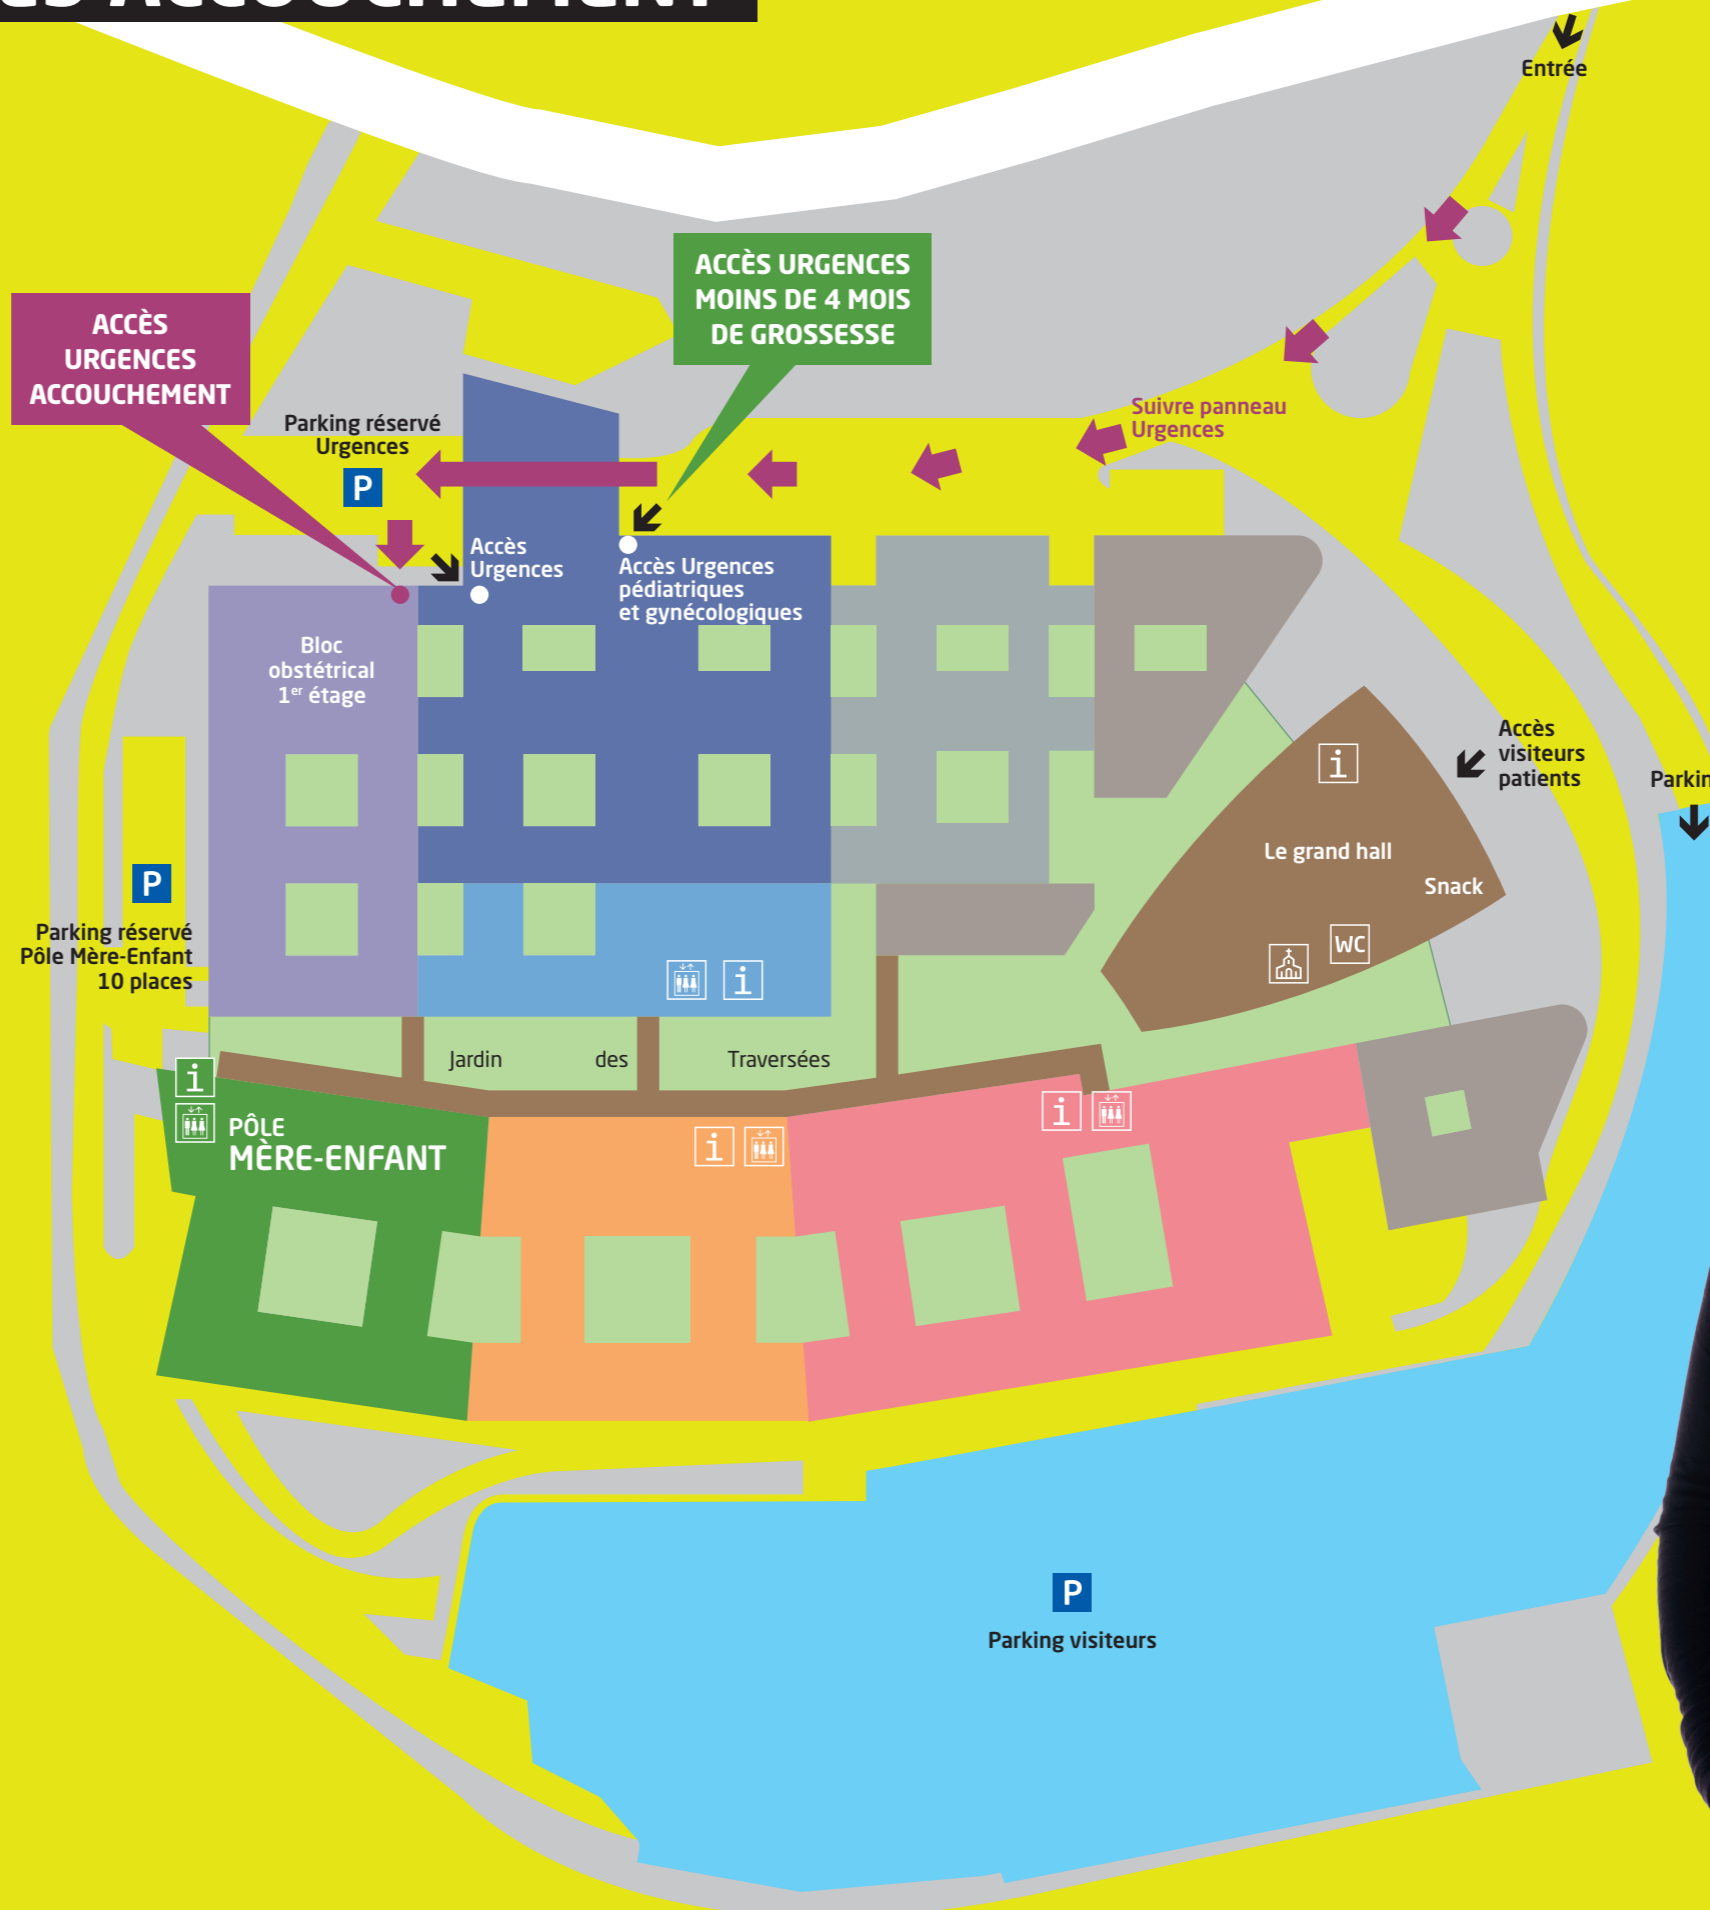 Entrée
ACCÈS URGENCES
MOINS DE 4 MOIS
DE GROSSESSE
ACCÈS
URGENCES
ACCOUCHEMENT
Suivre panneau
Urgences
Parking réservé
Urgences
P
Accès
Urgences
Accès Urgences
pédiatriques
et gynécologiques
Bloc
obstétrical
1er étage
Accès
visiteurs
patients
i
Le grand hall
Snack
WC
P
Parking réservé
Pôle Mère-Enfant
10 places
i
Jardin des Traversées
i
PÔLE
MÈRE-ENFANT
i
i
P
Parking visiteurs